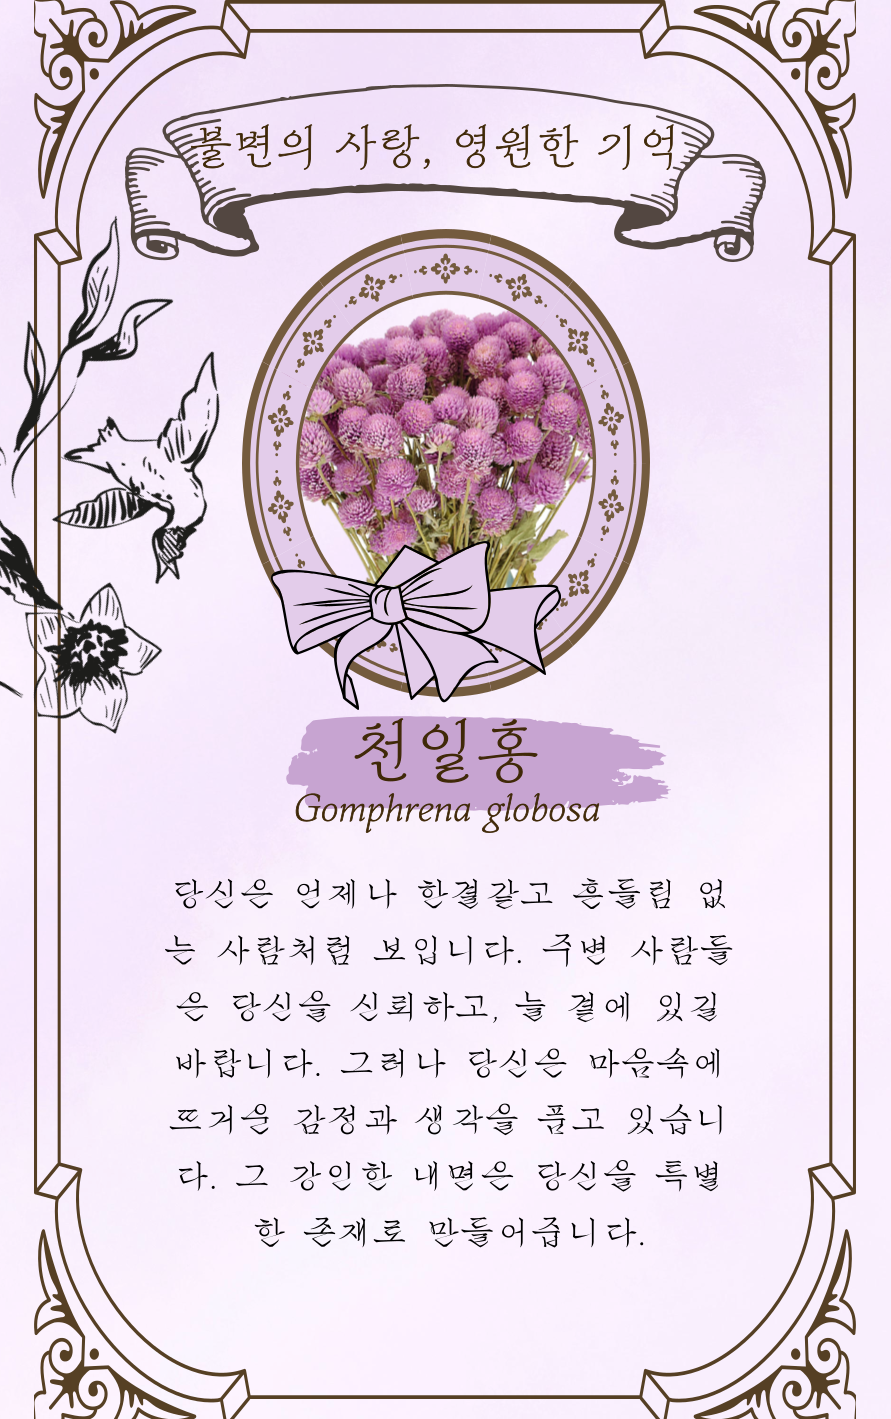 불변의 사랑, 영원한 기억
천일홍
Gomphrena globosa
당신은 언제나 한결같고 흔들림 없
는 사람처럼 보입니다. 주변 사람들
은 당신을 신뢰하고, 늘 곁에 있길
바랍니다. 그러나 당신은 마음속에
뜨거운 감정과 생각을 품고 있습니
다. 그 강인한 내면은 당신을 특별
한 존재로 만들어줍니다.